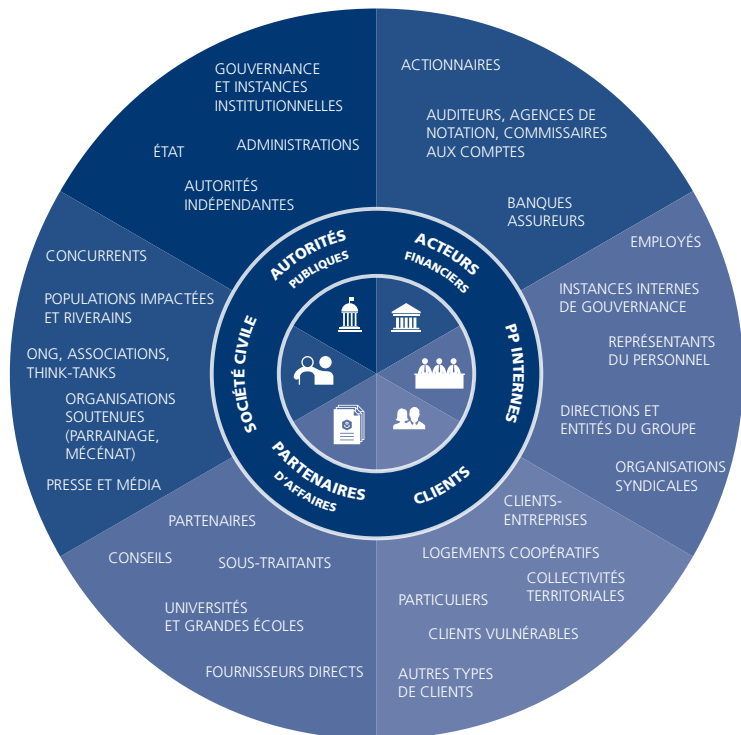 GOUVERNANCE
ET INSTANCES
INSTITUTIONNELLES
ÉTAT
ADMINISTRATIONS
AUTORITÉS
INDÉPENDANTES
ACTIONNAIRES
AUDITEURS, AGENCES DE
NOTATION, COMMISSAIRES
AUX COMPTES
BANQUES
ASSUREURS
EMPLOYÉS
INSTANCES INTERNES
DE GOUVERNANCE
REPRÉSENTANTS
DU PERSONNEL
DIRECTIONS ET
ENTITÉS DU GROUPE
ORGANISATIONS
SYNDICALES
CLIENTS-
ENTREPRISES
LOGEMENTS COOPÉRATIFS
COLLECTIVITÉS
TERRITORIALES
PARTICULIERS
CLIENTS VULNÉRABLES
AUTRES TYPES
DE CLIENTS
PARTENAIRES
CONSEILS
SOUS-TRAITANTS
UNIVERSITÉS
ET GRANDES ÉCOLES
FOURNISSEURS DIRECTS
CONCURRENTS
POPULATIONS IMPACTÉES
ET RIVERAINS
ONG, ASSOCIATIONS,
THINK-TANKS
ORGANISATIONS
SOUTENUES
(PARRAINAGE,
MÉCÉNAT)
PRESSE ET MÉDIA
AUTORITÉS
PUBLIQUES
ACTEURS
FINANCIERS
PP INTERNES
CLIENTS
PARTENAIRES
D'AFFAIRES
SOCIÉTÉ CIVILE